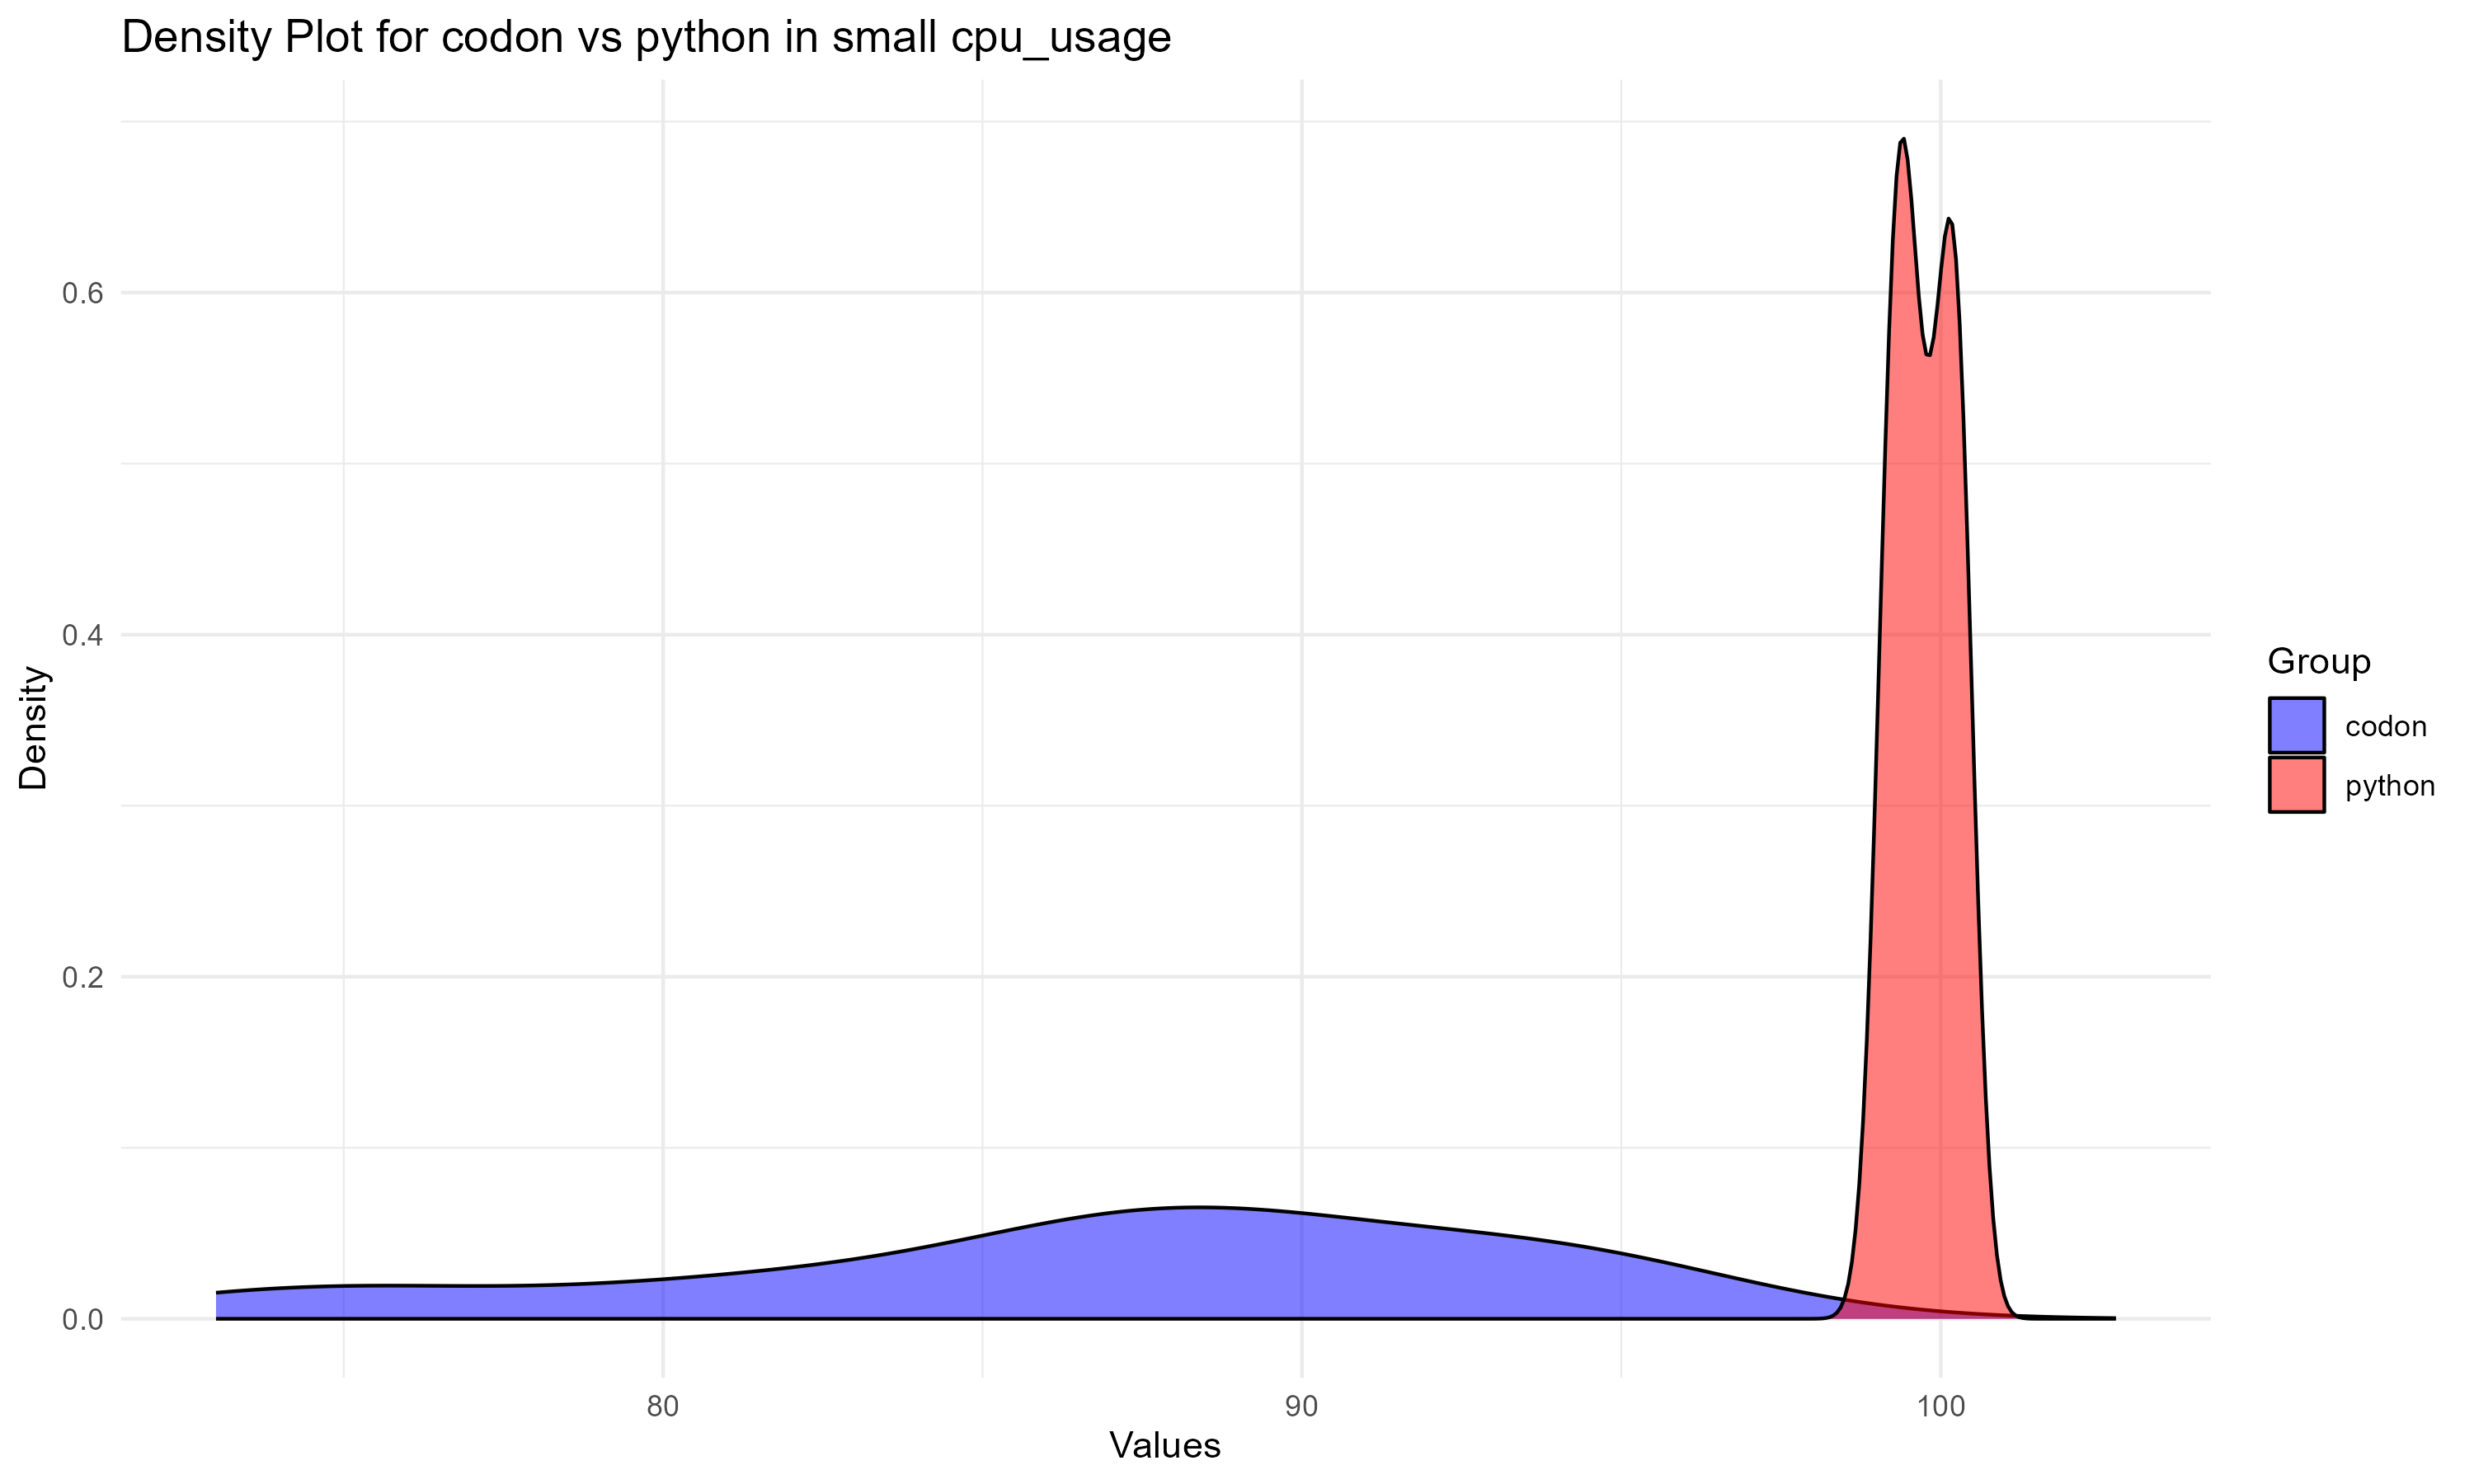 Density Plot for codon vs python in small cpu_usage
Density
0.6
0.4
0.2
0.0
80
90
100
Values
Group
codon
python